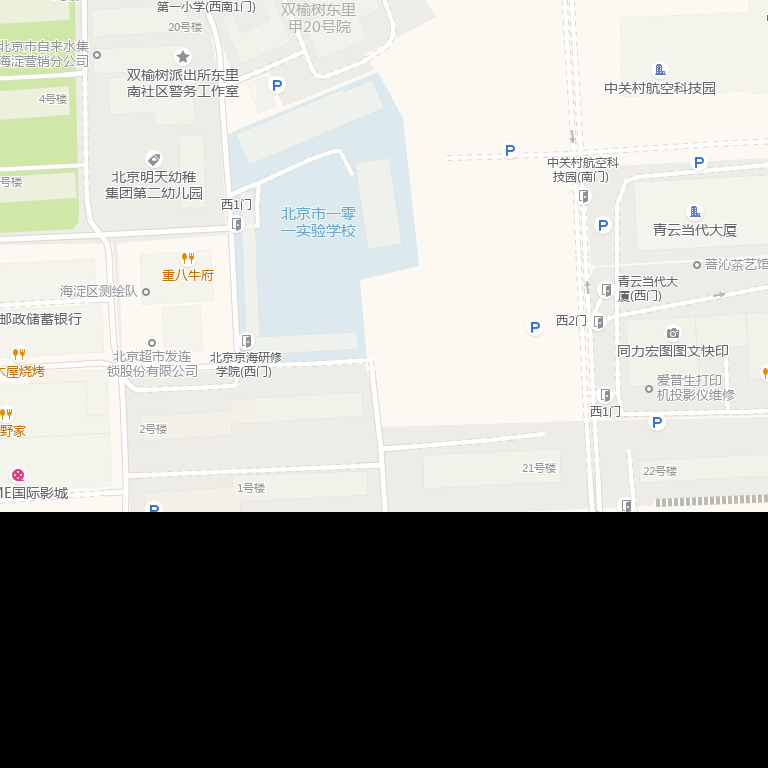 第一小学(西南1门)
20号楼
双榆树东里
甲20号院
北京市自来水集
海淀营销分公司
双榆树派出所东里
南社区警务工作室
P
中关村航空科技园
4号楼
P
中关村航空科
技园(南门)
P
北京明天幼稚
集团第二幼儿园
号楼
西1门
北京市一零
一实验学校
P
青云当代大厦
重八牛府
善沁茶艺馆
海淀区测绘队
青云当代大
厦(西门)
邮政储蓄银行
P
西2门
北京超市发连
锁股份有限公司
北京京海研修
学院(西门)
同力宏图图文快印
木屋烧烤
爱普生打印
机投影仪维修
西1门
P
野家
2号楼
21号楼
22号楼
ME国际影城
1号楼
P